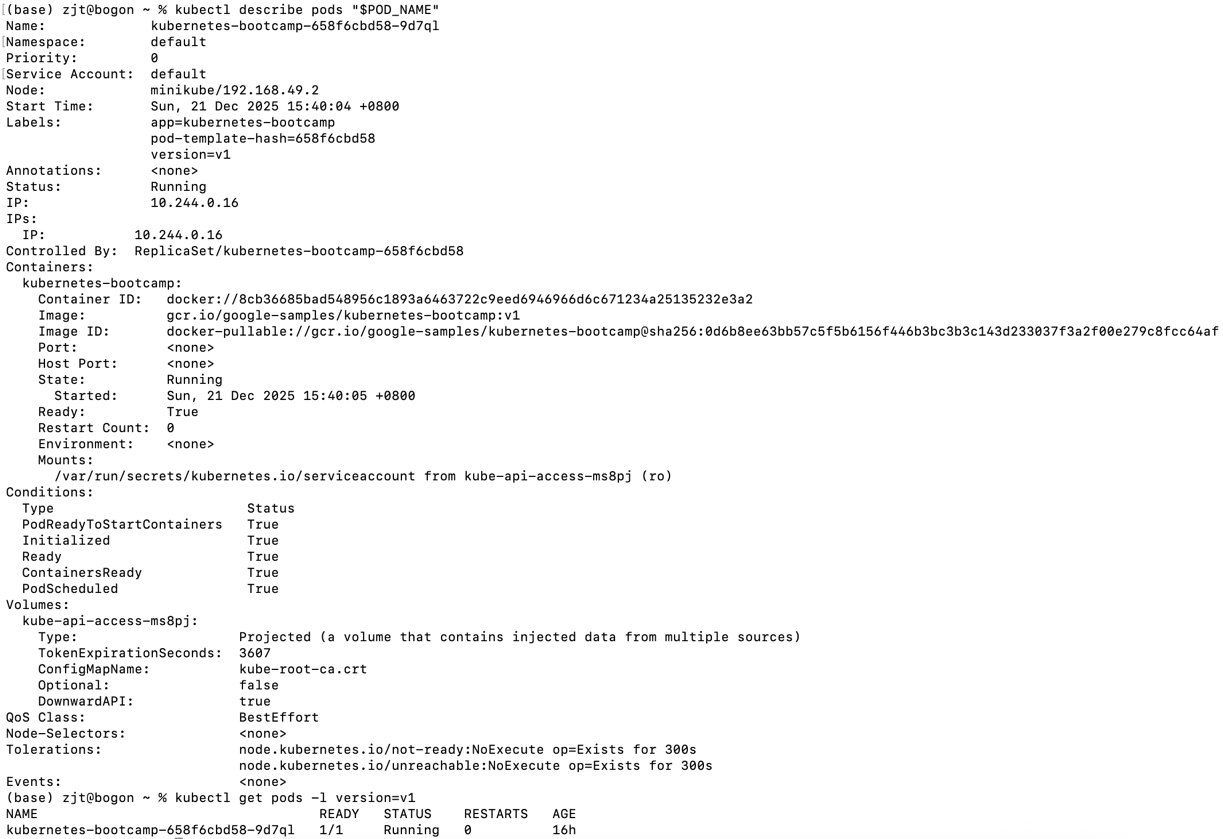 (base) zjt@bogon ~ % kubectl describe pods "$POD_NAME"
Name:             kubernetes-bootcamp-658f6cbd58-9d7ql
Namespace:        default
Priority:         0
Service Account:  default
Node:             minikube/192.168.49.2
Start Time:       Sun, 21 Dec 2025 15:40:04 +0800
Labels:           app=kubernetes-bootcamp
                  pod-template-hash=658f6cbd58
                  version=v1
Annotations:      <none>
Status:           Running
IP:               10.244.0.16
IPs:
  IP:           10.244.0.16
Controlled By:  ReplicaSet/kubernetes-bootcamp-658f6cbd58
Containers:
  kubernetes-bootcamp:
    Container ID:   docker://8cb36685bad548956c1893a6463722c9eed6946966d6c671234a25135232e3a2
    Image:          gcr.io/google-samples/kubernetes-bootcamp:v1
    Image ID:       docker-pullable://gcr.io/google-samples/kubernetes-bootcamp@sha256:0d6b8ee63bb57c5f5b6156f446b3bc3b3c143d233037f3a2f00e279c8fcc64af
    Port:           <none>
    Host Port:      <none>
    State:          Running
      Started:      Sun, 21 Dec 2025 15:40:05 +0800
    Ready:          True
    Restart Count:  0
    Environment:    <none>
    Mounts:
      /var/run/secrets/kubernetes.io/serviceaccount from kube-api-access-ms8pj (ro)
Conditions:
  Type                        Status
  PodReadyToStartContainers   True
  Initialized                 True
  Ready                       True
  ContainersReady             True
  PodScheduled                True
Volumes:
  kube-api-access-ms8pj:
    Type:                    Projected (a volume that contains injected data from multiple sources)
    TokenExpirationSeconds:  3607
    ConfigMapName:           kube-root-ca.crt
    Optional:                false
    DownwardAPI:             true
QoS Class:                   BestEffort
Node-Selectors:              <none>
Tolerations:                 node.kubernetes.io/not-ready:NoExecute op=Exists for 300s
                             node.kubernetes.io/unreachable:NoExecute op=Exists for 300s
Events:                      <none>
(base) zjt@bogon ~ % kubectl get pods -l version=v1
NAME                                   READY   STATUS    RESTARTS   AGE
kubernetes-bootcamp-658f6cbd58-9d7ql   1/1     Running   0          16h